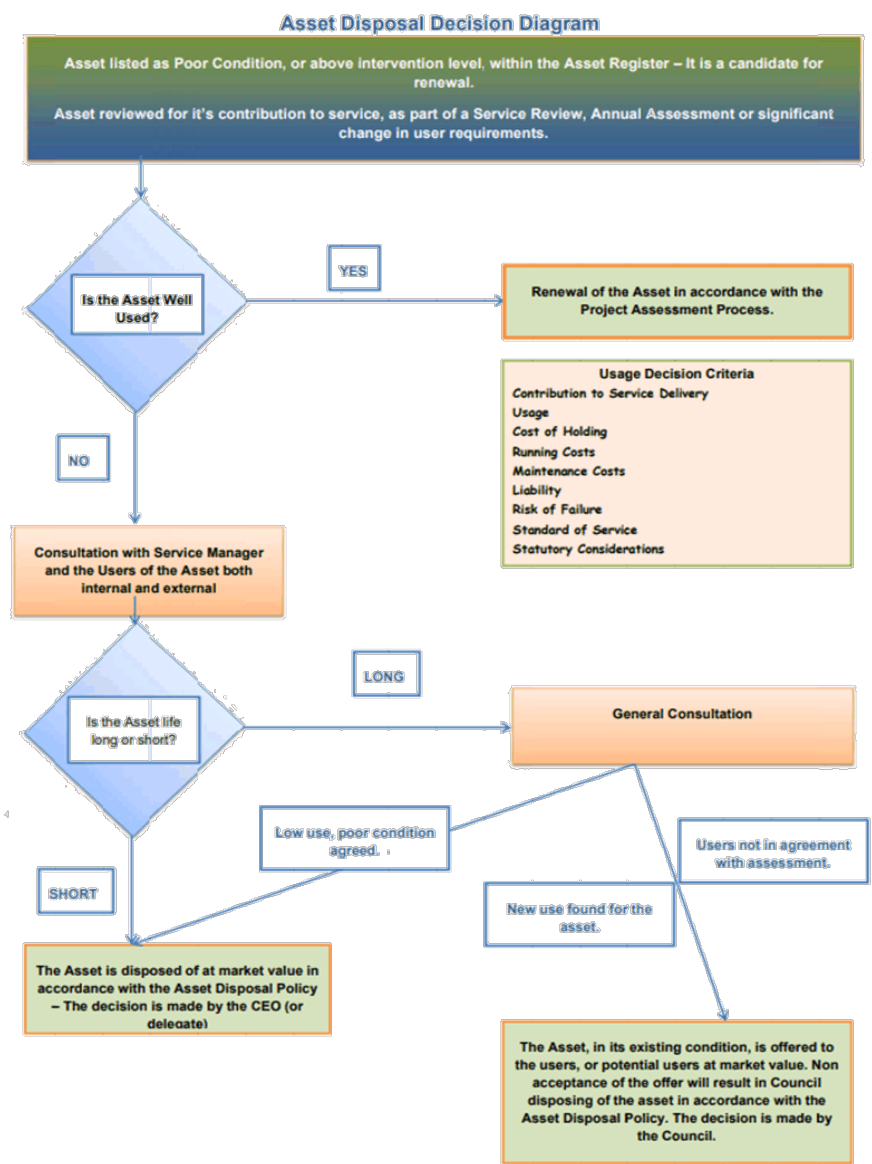 Asset Disposal Decision Diagram
Asset listed as Poor Condition, or above intervention level, within the Asset Register – It is a candidate for
renewal.
Asset reviewed for it's contribution to service, as part of a Service Review, Annual Assessment or significant
change in user requirements.
YES
Is the Asset Well
Used?
Renewal of the Asset in accordance with the
Project Assessment Process.
Usage Decision Criteria
Contribution to Service Delivery
Usage
Cost of Holding
Running Costs
Maintenance Costs
Liability
Risk of Failure
Standard of Service
Statutory Considerations
NO
Consultation with Service Manager
and the Users of the Asset both
internal and external
LONG
Is the Asset life
long or short?
General Consultation
4
Low use, poor condition
agreed.
Users not in agreement
with assessment.
SHORT
New use found for the
asset.
The Asset is disposed of at market value in
accordance with the Asset Disposal Policy
– The decision is made by the CEO (or
delegate)
The Asset, in its existing condition, is offered to
the users, or potential users at market value. Non
acceptance of the offer will result in Council
disposing of the asset in accordance with the
Asset Disposal Policy. The decision is made by
the Council.